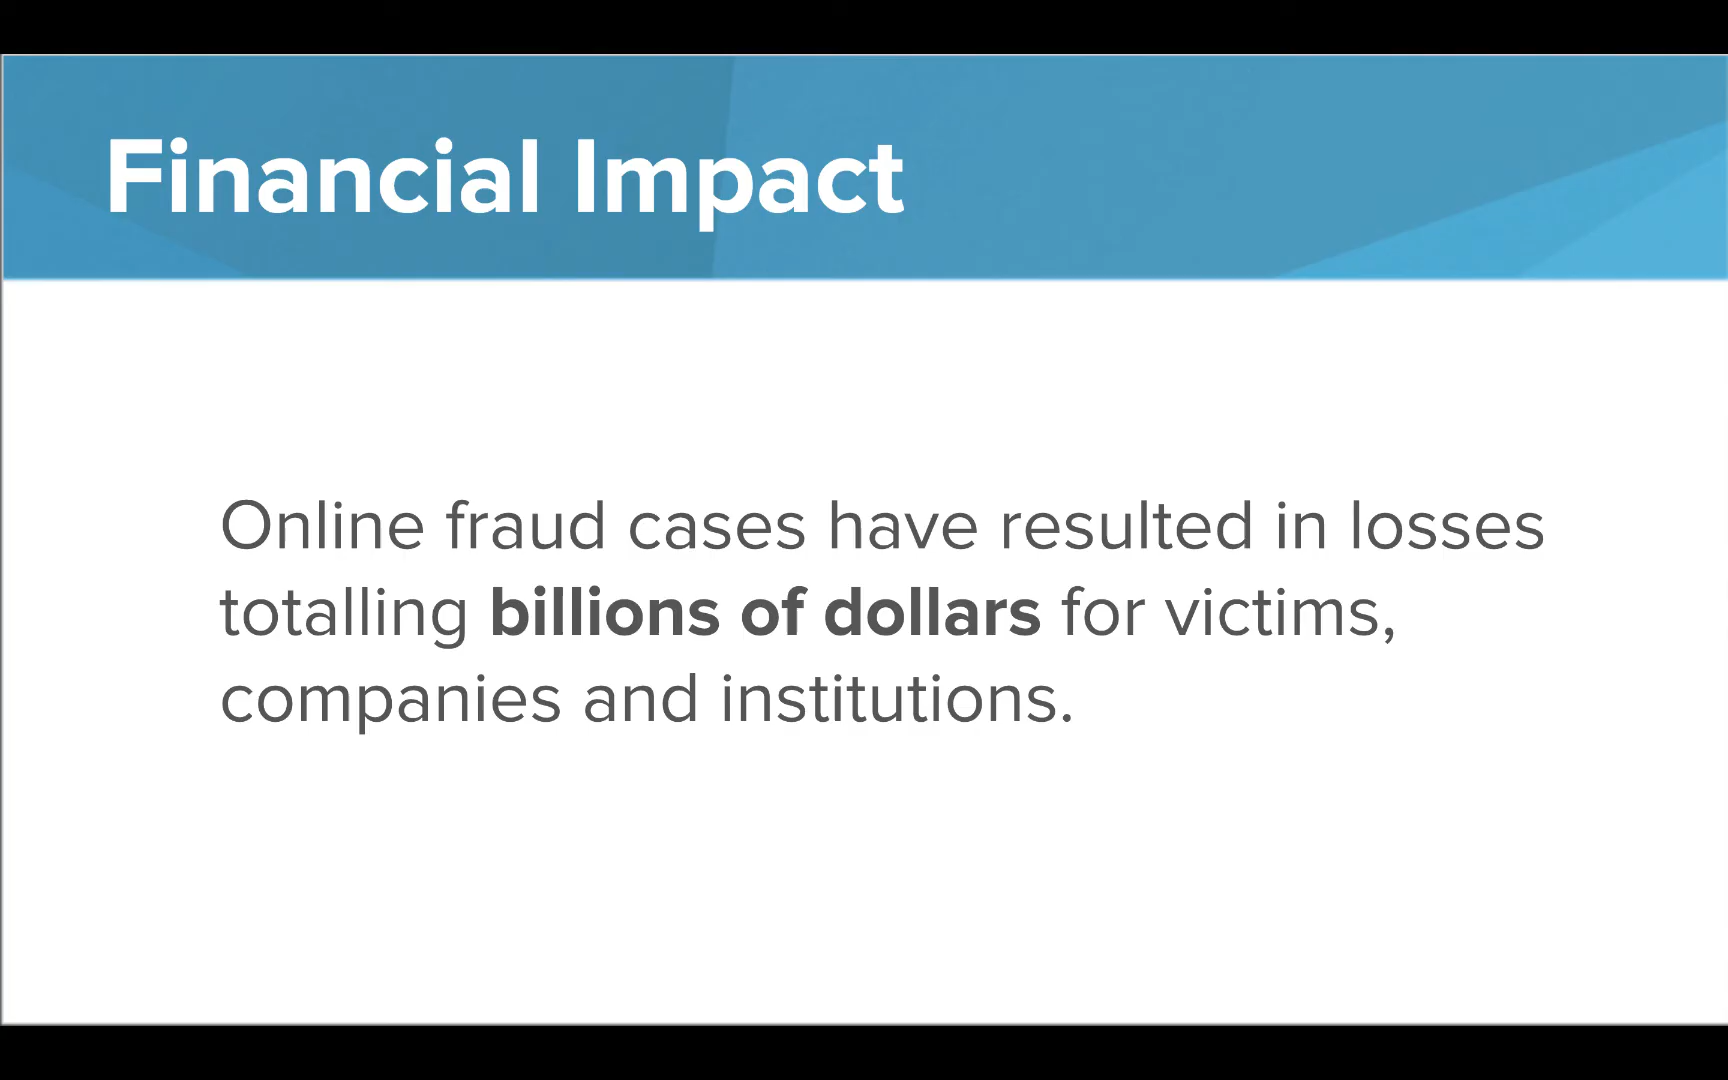 Financial Impact
Online fraud cases have resulted in losses
totalling billions of dollars for victims,
companies and institutions.